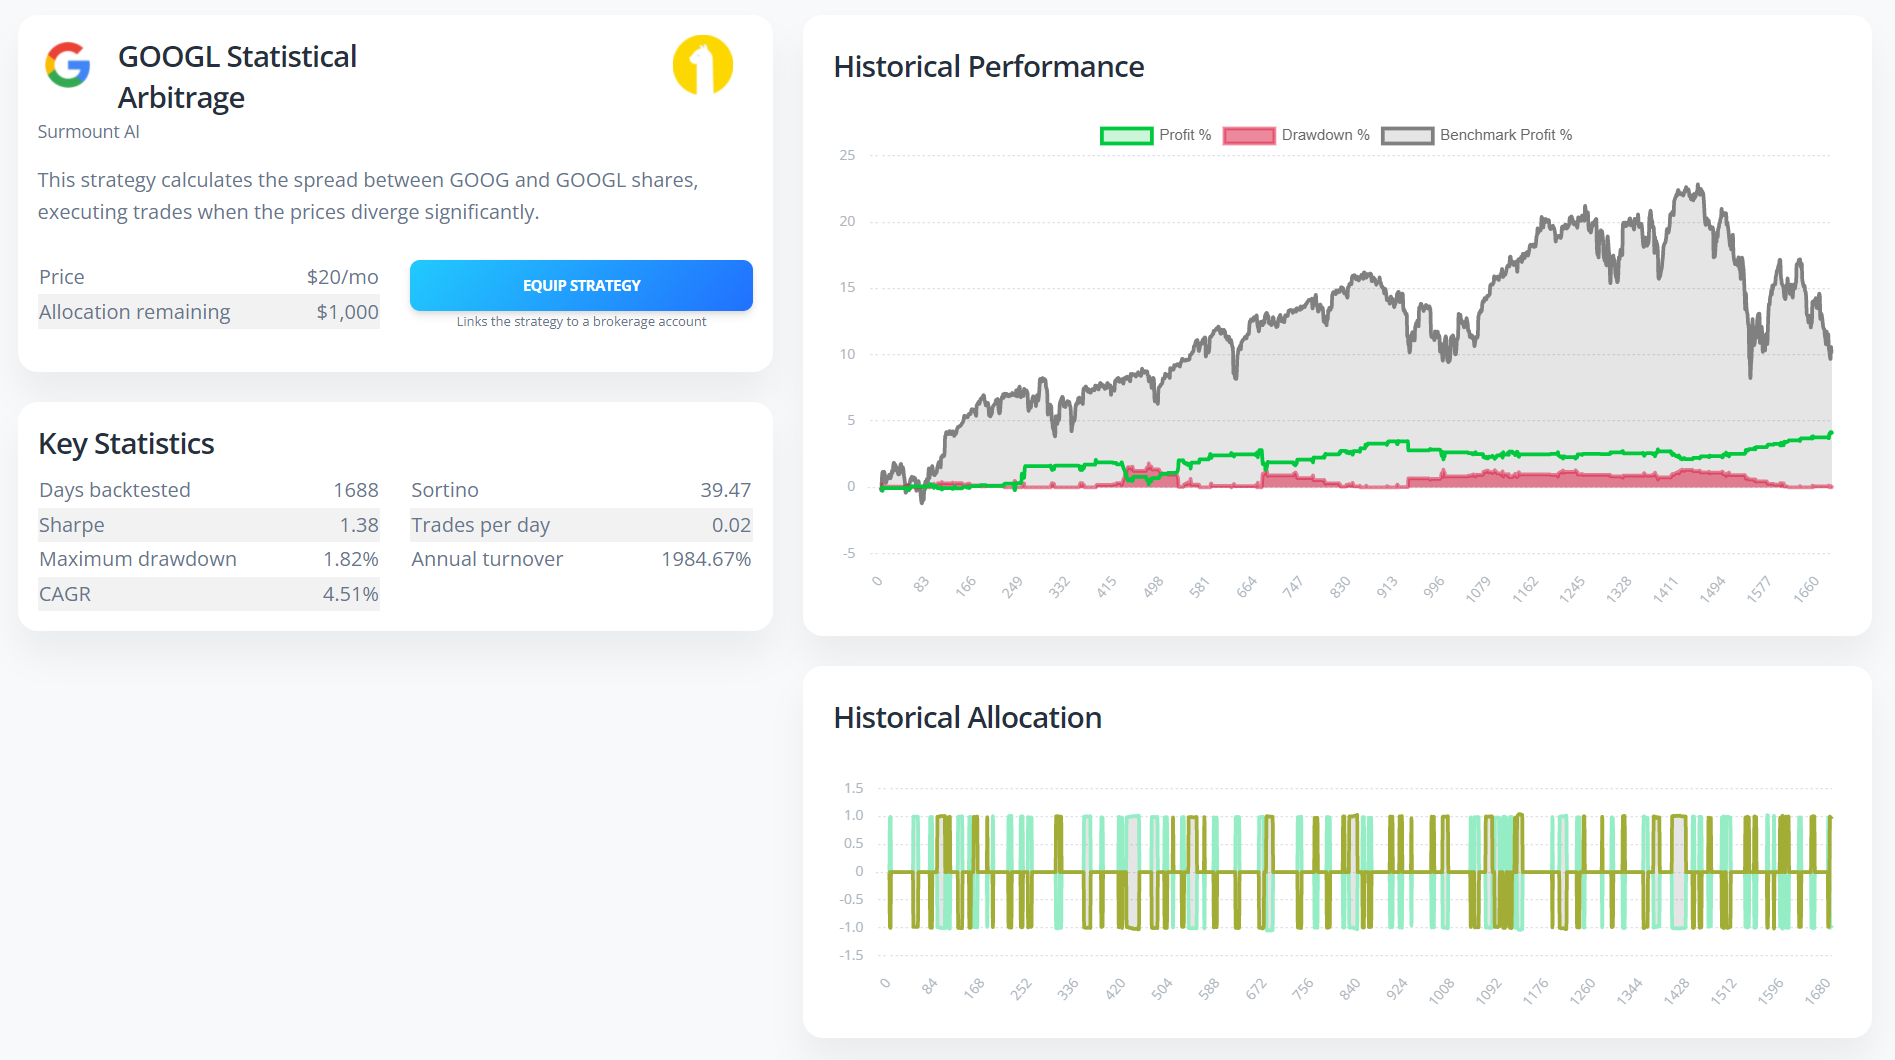 GOOGL Statistical
Arbitrage
Surmount AI
This strategy calculates the spread between GOOG and GOOGL shares,
executing trades when the prices diverge significantly.
Price $20/mo
Allocation remaining $1,000
EQUIP STRATEGY
Links the strategy to a brokerage account
Key Statistics
Days backtested 1688 Sortino 39.47
Sharpe 1.38 Trades per day 0.02
Maximum drawdown 1.82% Annual turnover 1984.67%
CAGR 4.51%
Historical Performance
Profit % Drawdown % Benchmark Profit %
25
20
15
10
5
0
-5
0 83 166 249 332 415 498 581 664 747 830 913 996 1079 1162 1245 1328 1411 1494 1577 1660
Historical Allocation
1.5
1.0
0.5
0
-0.5
-1.0
-1.5
0 84 168 252 336 420 504 588 672 756 840 924 1008 1092 1176 1260 1344 1428 1512 1596 1680